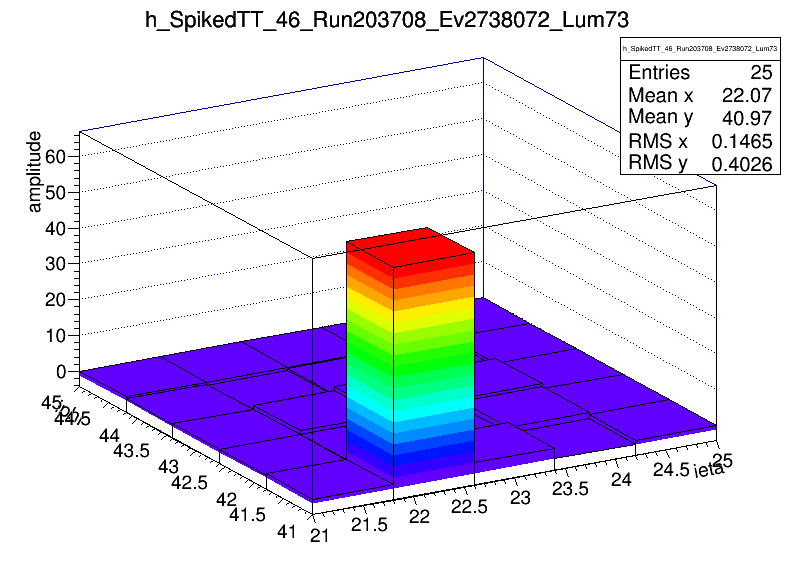 h_SpikedTT_46_Run203708_Ev2738072_Lum73
h_SpikedTT_46_Run203708_Ev2738072_Lum73
Entries 25
Mean x 22.07
Mean y 40.97
RMS x 0.1465
RMS y 0.4026
amplitude
60
50
40
30
20
10
0
45
44.5
44
43.5
43
42.5
42
41.5
41
21
21.5
22
22.5
23
23.5
24
24.5
25
ieta